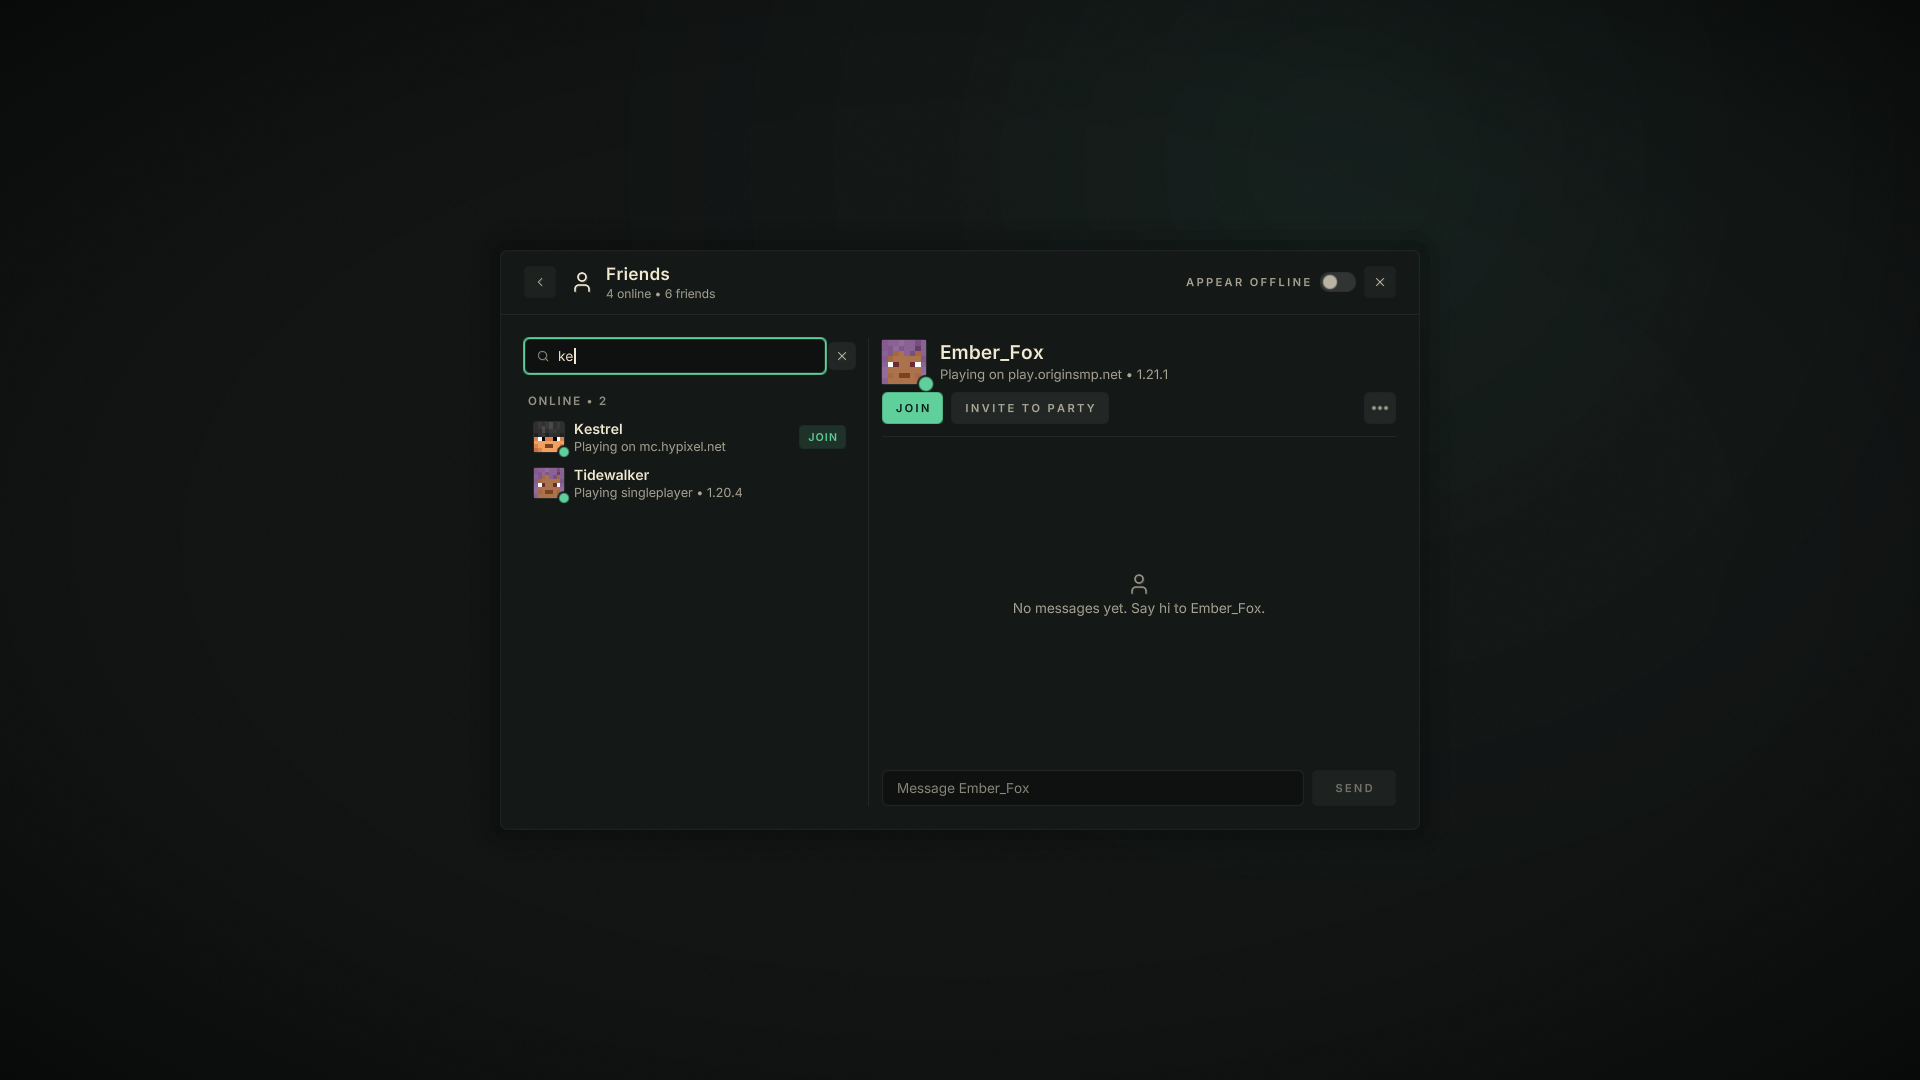 Friends
4 online • 6 friends
APPEAR OFFLINE
ke
ONLINE • 2
Kestrel
Playing on mc.hypixel.net
JOIN
Tidewalker
Playing singleplayer • 1.20.4
Ember_Fox
Playing on play.originsmp.net • 1.21.1
JOIN
INVITE TO PARTY
No messages yet. Say hi to Ember_Fox.
Message Ember_Fox
SEND